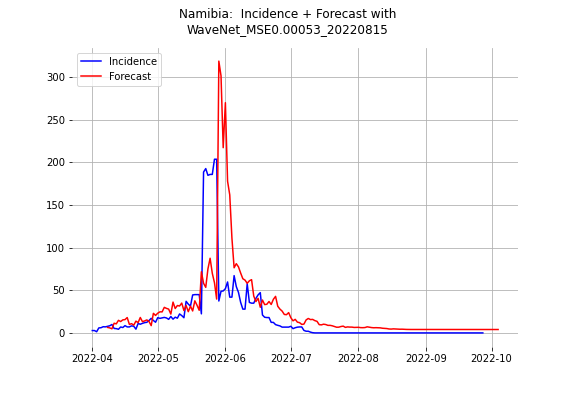 Namibia:  Incidence + Forecast with
WaveNet_MSE0.00053_20220815
Incidence
Forecast
300
250
200
150
100
50
0
2022-04 2022-05 2022-06 2022-07 2022-08 2022-09 2022-10